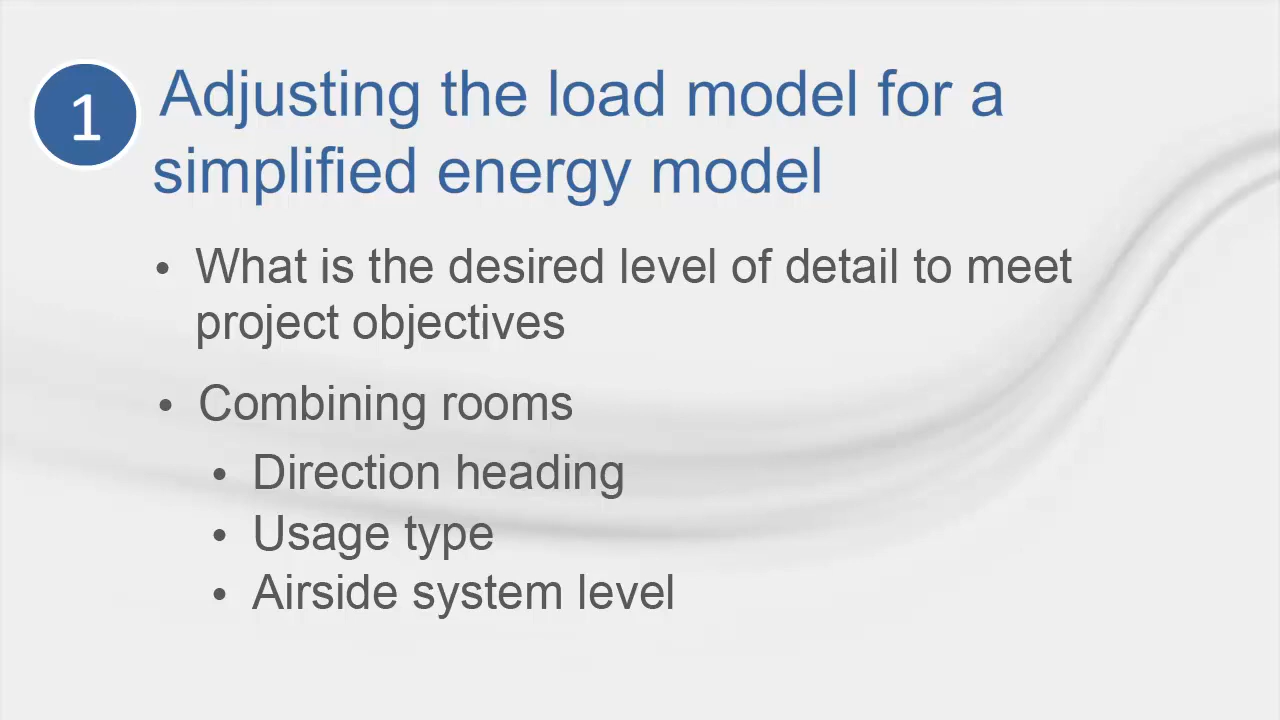 1
Adjusting the load model for a
simplified energy model
• What is the desired level of detail to meet
project objectives
• Combining rooms
• Direction heading
• Usage type
• Airside system level